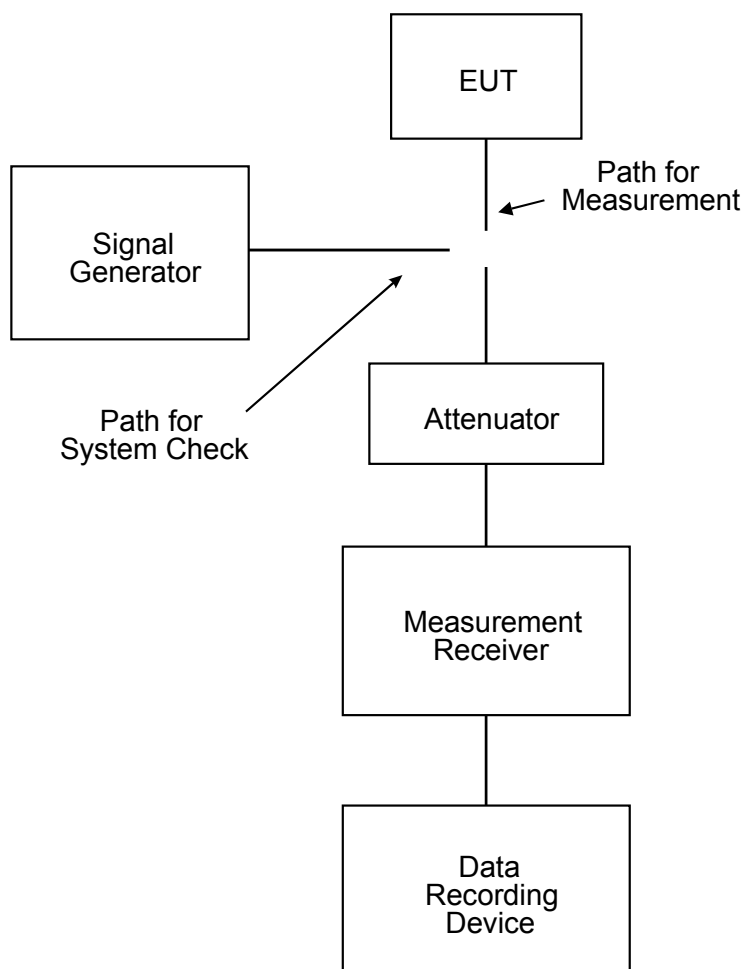 EUT
Path for
Measurement
Signal
Generator
Path for
System Check
Attenuator
Measurement
Receiver
Data
Recording
Device